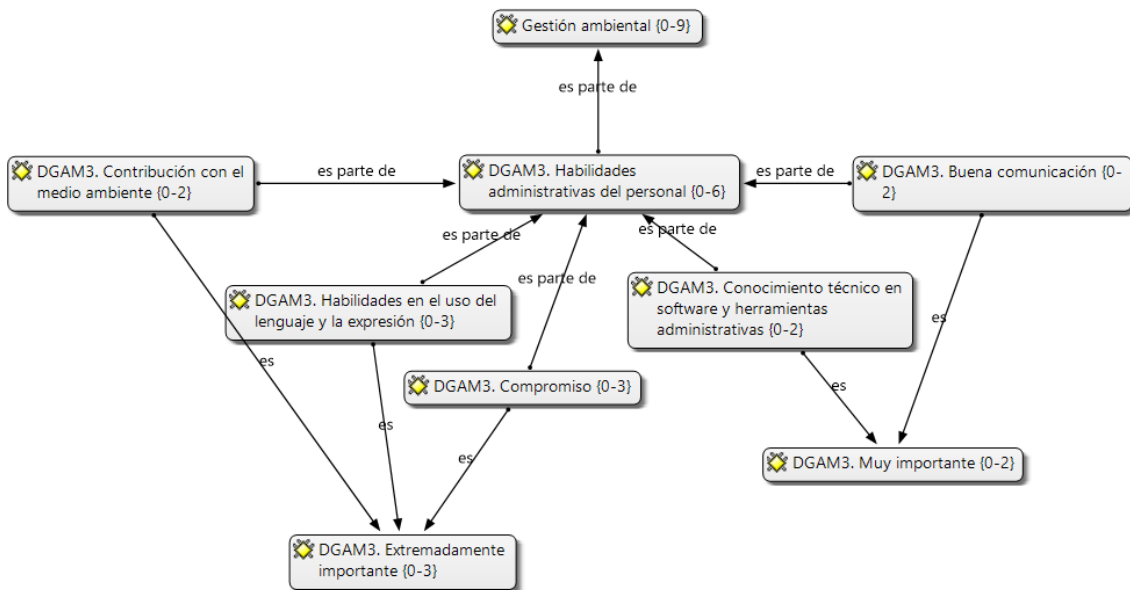 Gestión ambiental {0-9}
es parte de
DGAM3. Contribución con el
medio ambiente {0-2}
es parte de
DGAM3. Habilidades
administrativas del personal {0-6}
es parte de
DGAM3. Buena comunicación {0-
2}
es parte de
es parte de
es parte de
DGAM3. Habilidades en el uso del
lenguaje y la expresión {0-3}
DGAM3. Conocimiento técnico en
software y herramientas
administrativas {0-2}
es
es
DGAM3. Compromiso {0-3}
es
es
es
DGAM3. Muy importante {0-2}
DGAM3. Extremadamente
importante {0-3}